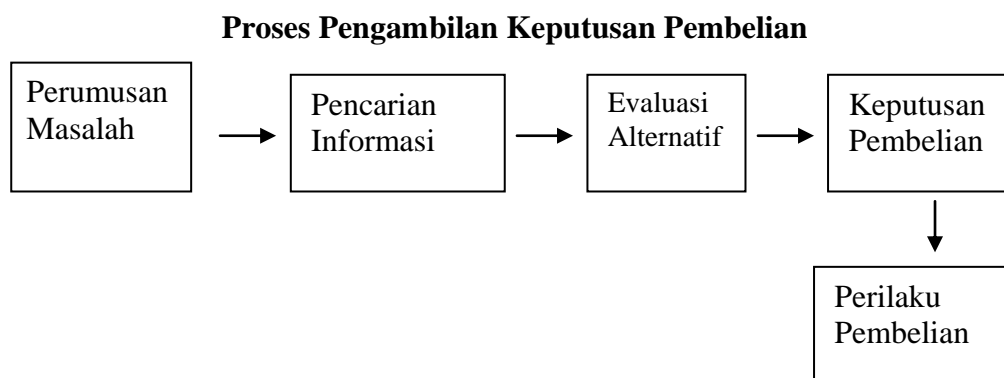 Proses Pengambilan Keputusan Pembelian
Perumusan
Masalah
Pencarian
Informasi
Evaluasi
Alternatif
Keputusan
Pembelian
Perilaku
Pembelian